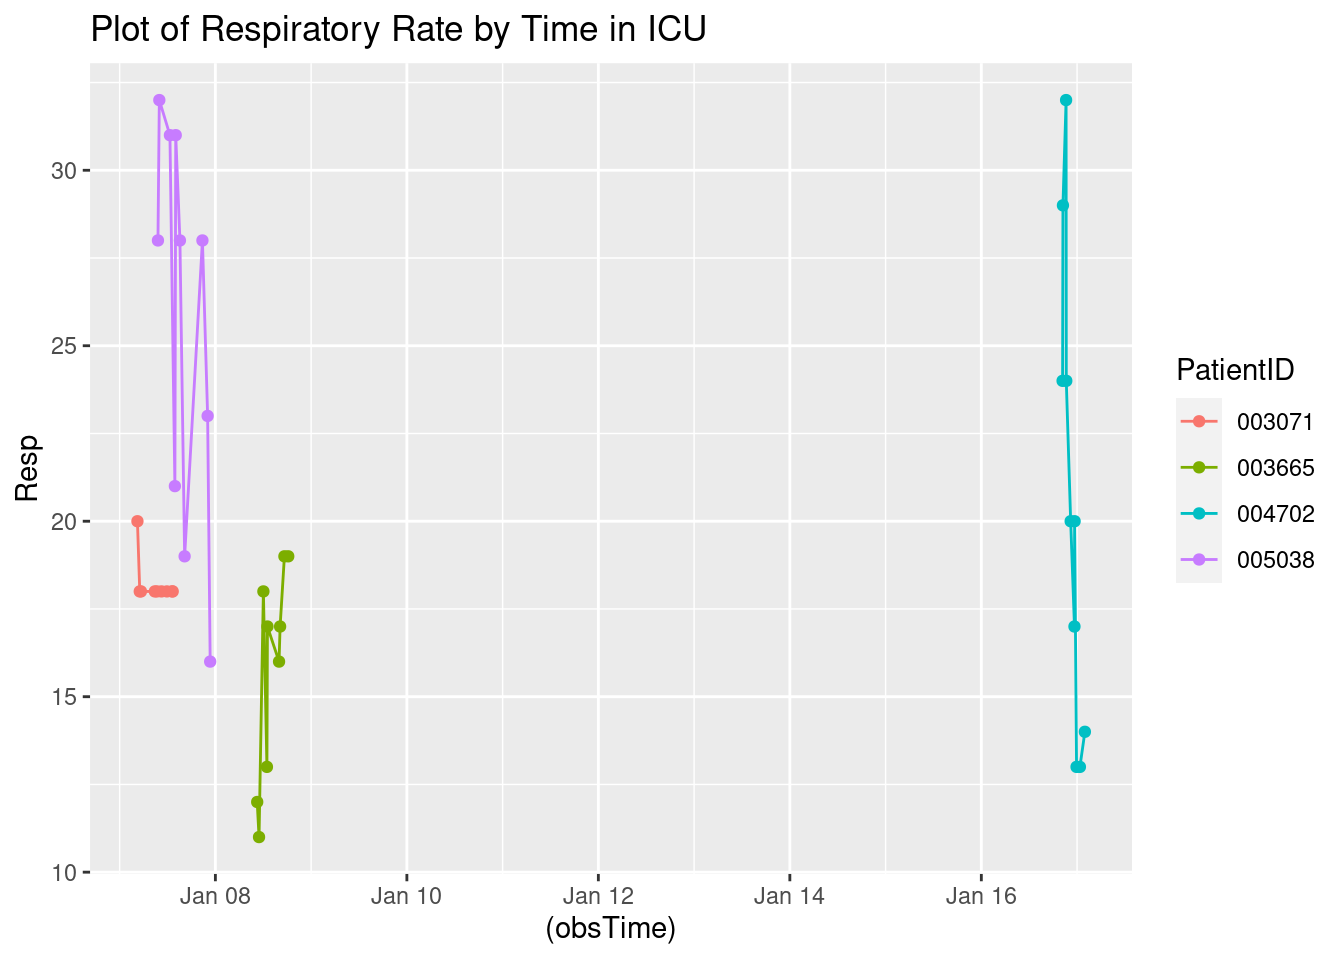 Plot of Respiratory Rate by Time in ICU
Resp
30
25
20
15
10
Jan 08
Jan 10
Jan 12
Jan 14
Jan 16
(obsTime)
PatientID
003071
003665
004702
005038